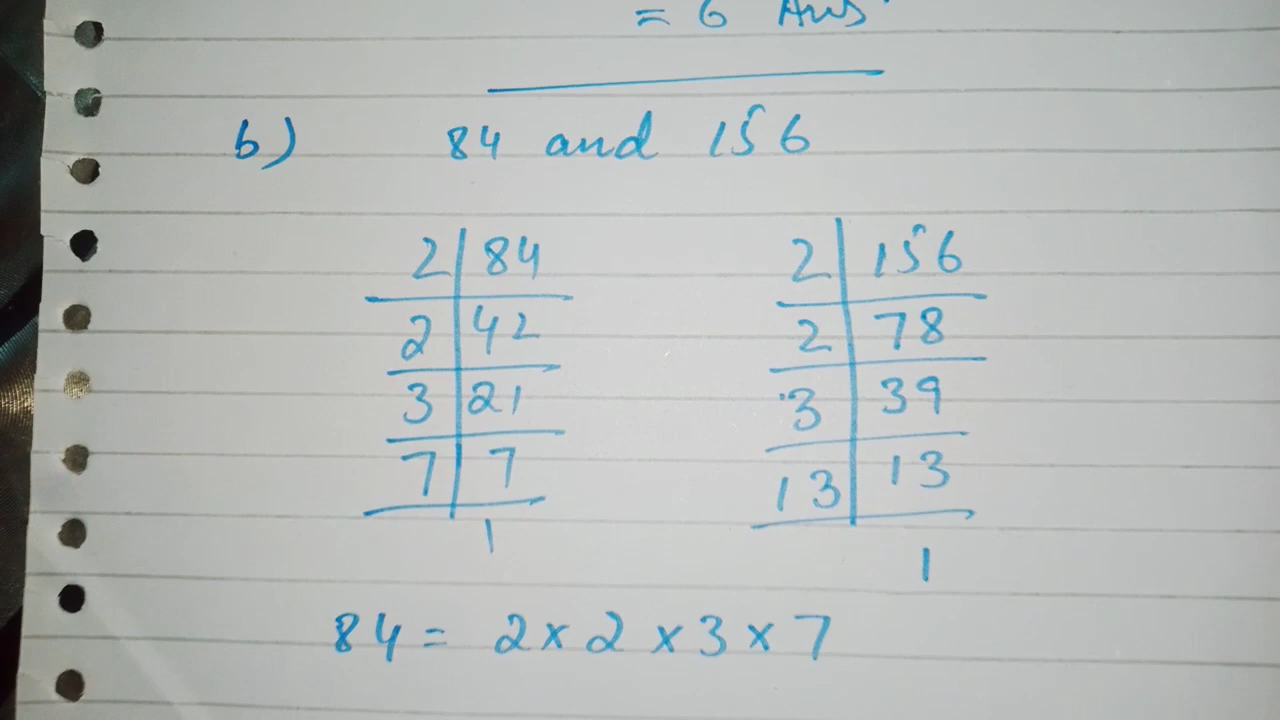 = 6 Ans
b) 84 and 156
2 84 2 156
2 42 2 78
3 21 3 39
7 7 13 13
1 1
84 = 2 x 2 x 3 x 7